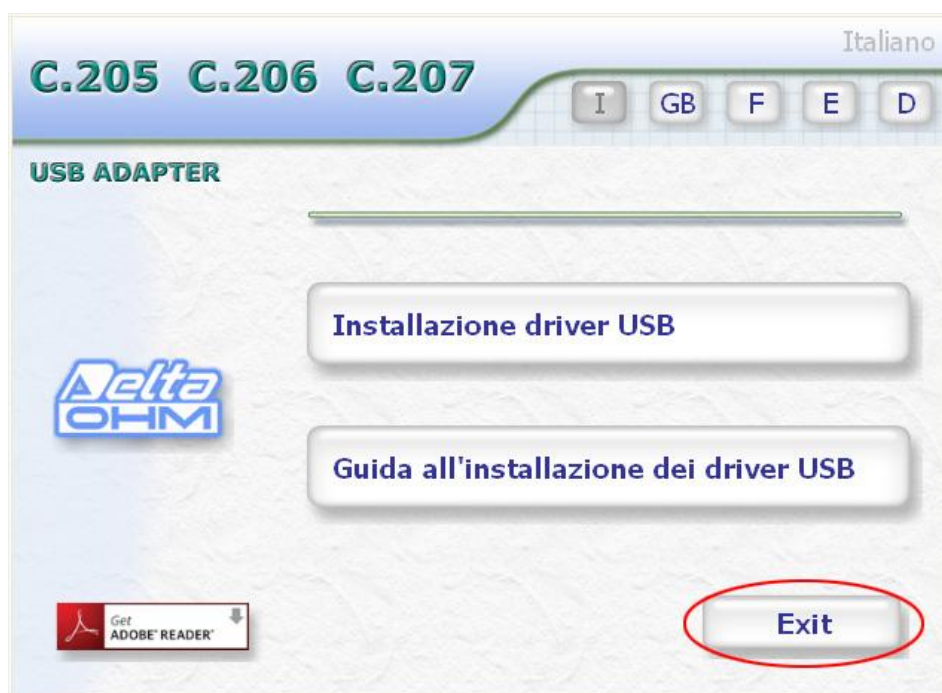 Italiano
C.205 C.206 C.207
I GB F E D
USB ADAPTER
Installazione driver USB
Delta
OHM
Guida all'installazione dei driver USB
Get
ADOBE® READER®
Exit